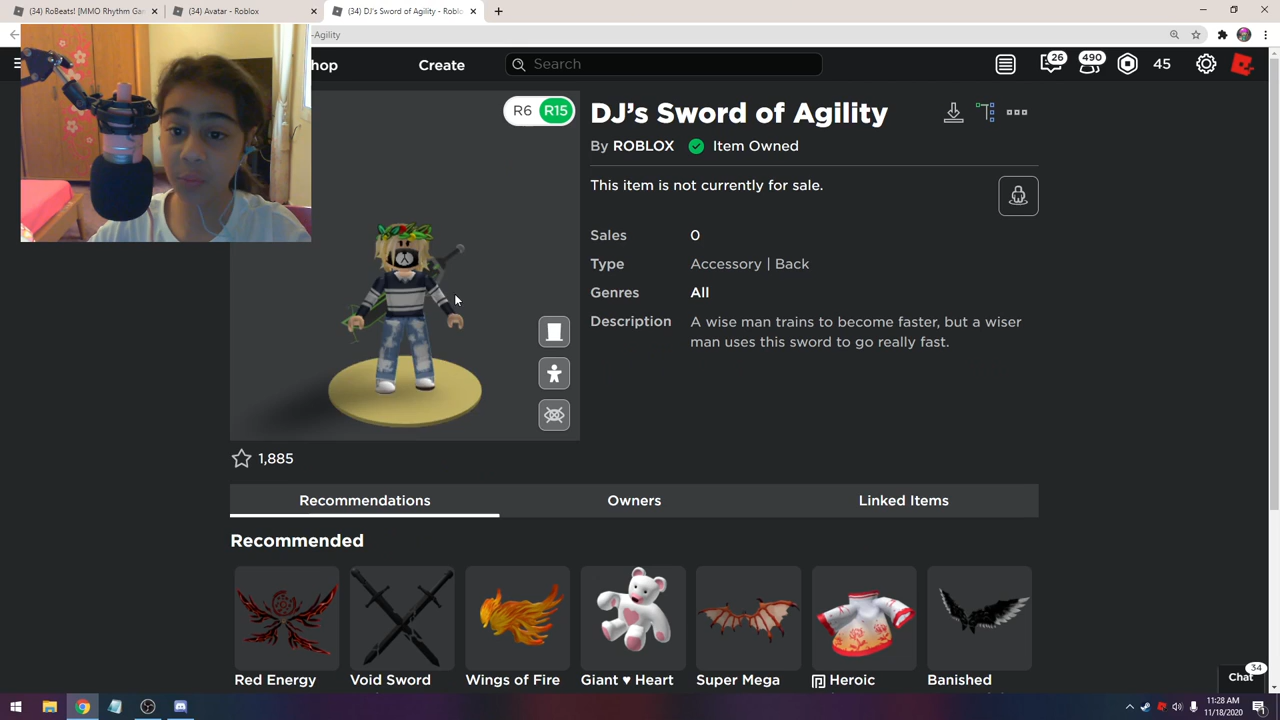 (34) RoBeats! [MMO Rhythm Ga
(34) Avatar - Roblox
(34) DJ's Sword of Agility - Roblo
-Agility
hop
Create
Search
26
490
45
R6
R15
DJ's Sword of Agility
By ROBLOX
Item Owned
This item is not currently for sale.
Sales
0
Type
Accessory | Back
Genres
All
Description
A wise man trains to become faster, but a wiser
man uses this sword to go really fast.
1,885
Recommendations
Owners
Linked Items
Recommended
Red Energy
Void Sword
Wings of Fire
Giant ♥ Heart
Super Mega
Heroic
Banished
Chat
34
11:28 AM
11/18/2020
1